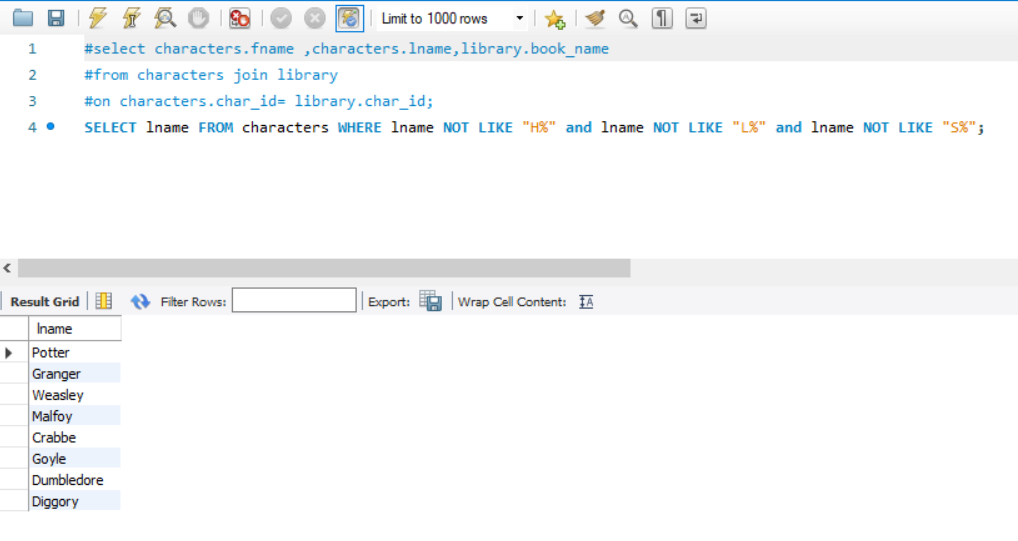 Limit to 1000 rows
1 #select characters.fname ,characters.lname,library.book_name
2 #from characters join library
3 #on characters.char_id= library.char_id;
4 SELECT lname FROM characters WHERE lname NOT LIKE "H%" and lname NOT LIKE "L%" and lname NOT LIKE "S%";
Result Grid Filter Rows: Export: Wrap Cell Content: IA
lname
Potter
Granger
Weasley
Malfoy
Crabbe
Goyle
Dumbledore
Diggory